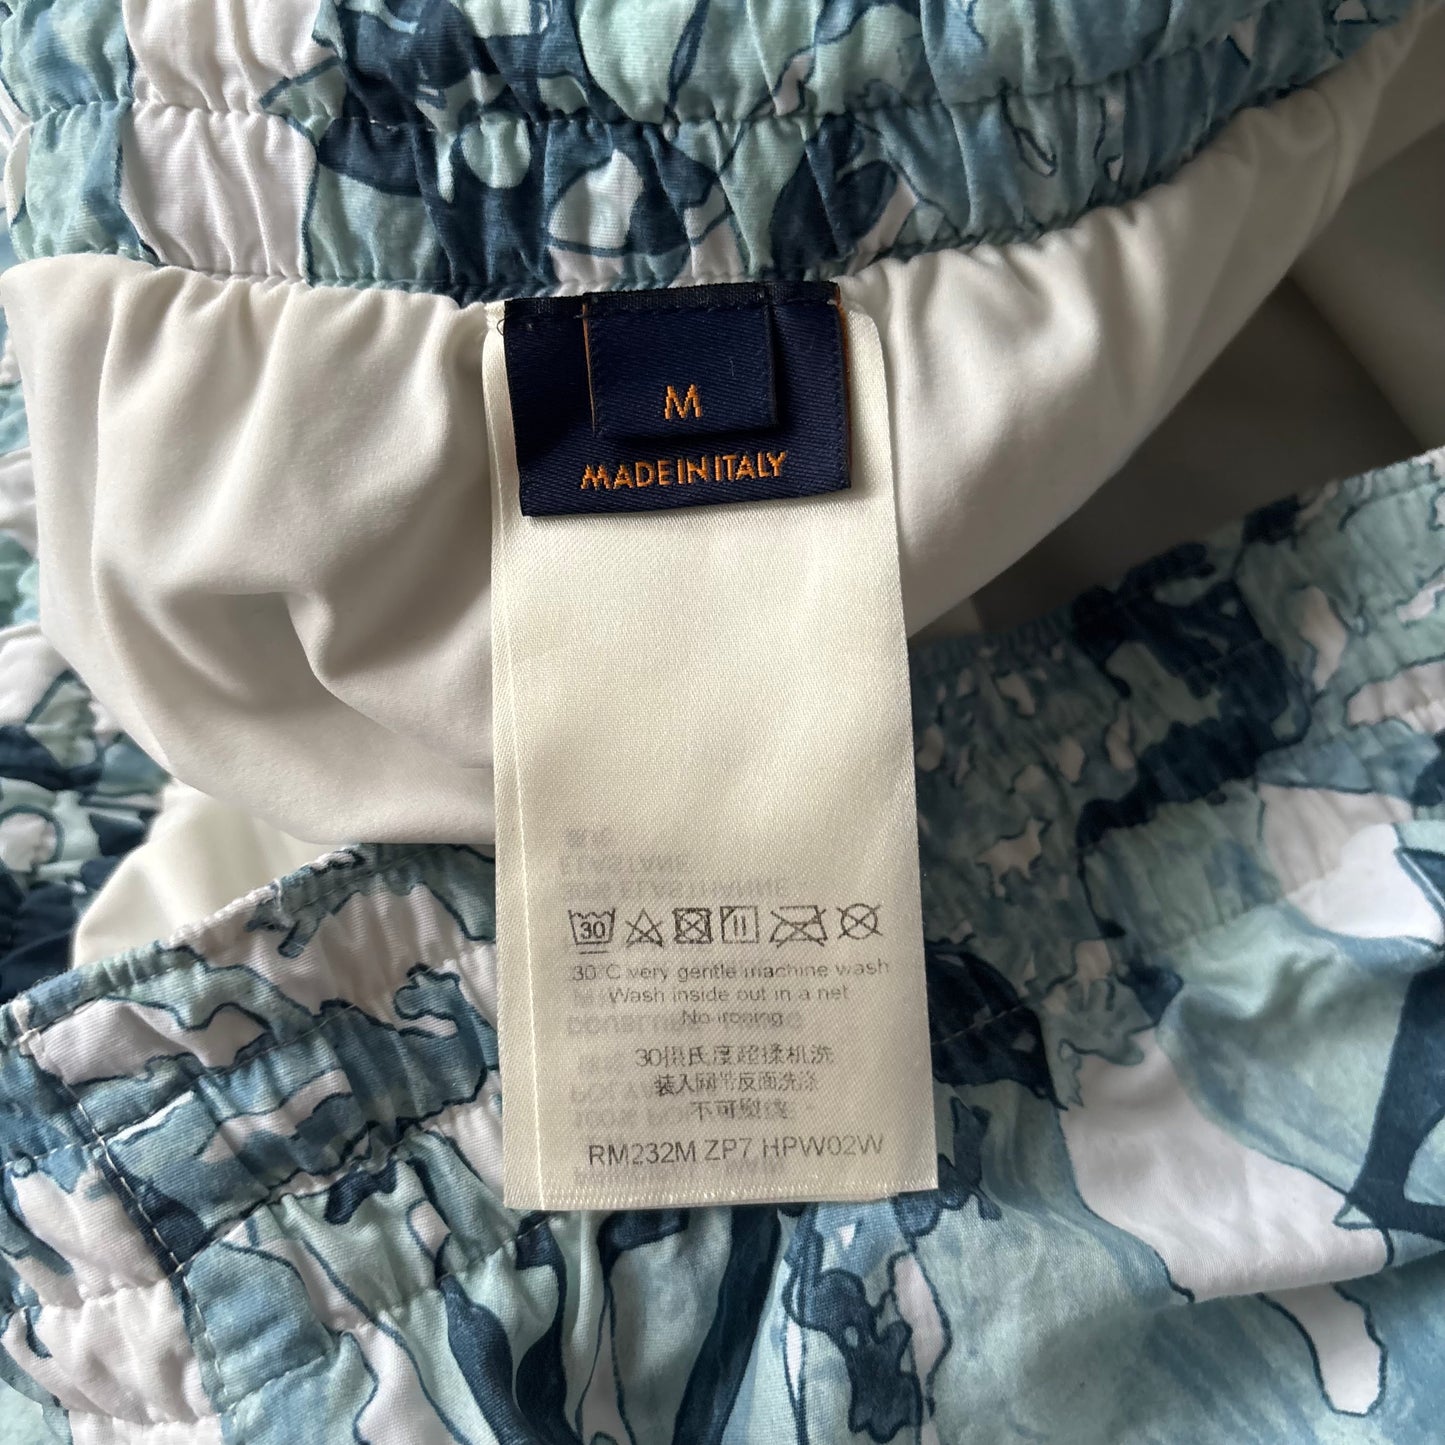 M
MADE IN ITALY
30
30°C very gentle machine wash
Wash inside out in a net
No ironing
30摄氏度超揉机洗
装入网带反面洗涤
不可熨烫
RM232M ZP7 HPW02W